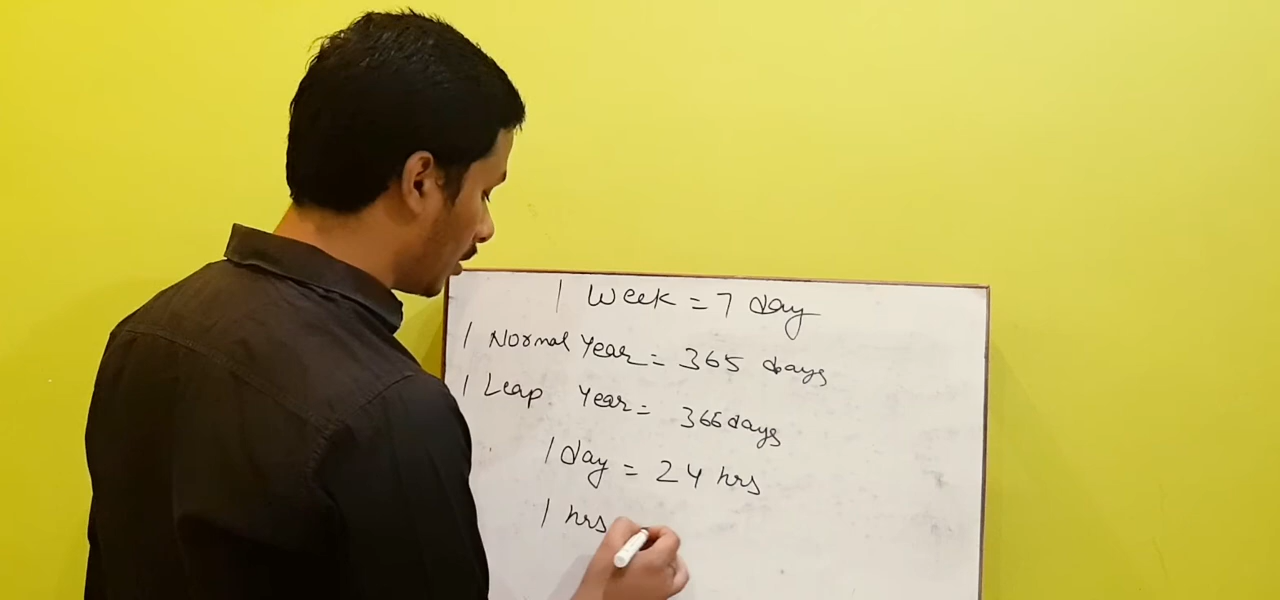 1 Week = 7 day
1 Normal Year = 365 days
1 Leap Year = 366 days
1 day = 24 hrs
1 hrs